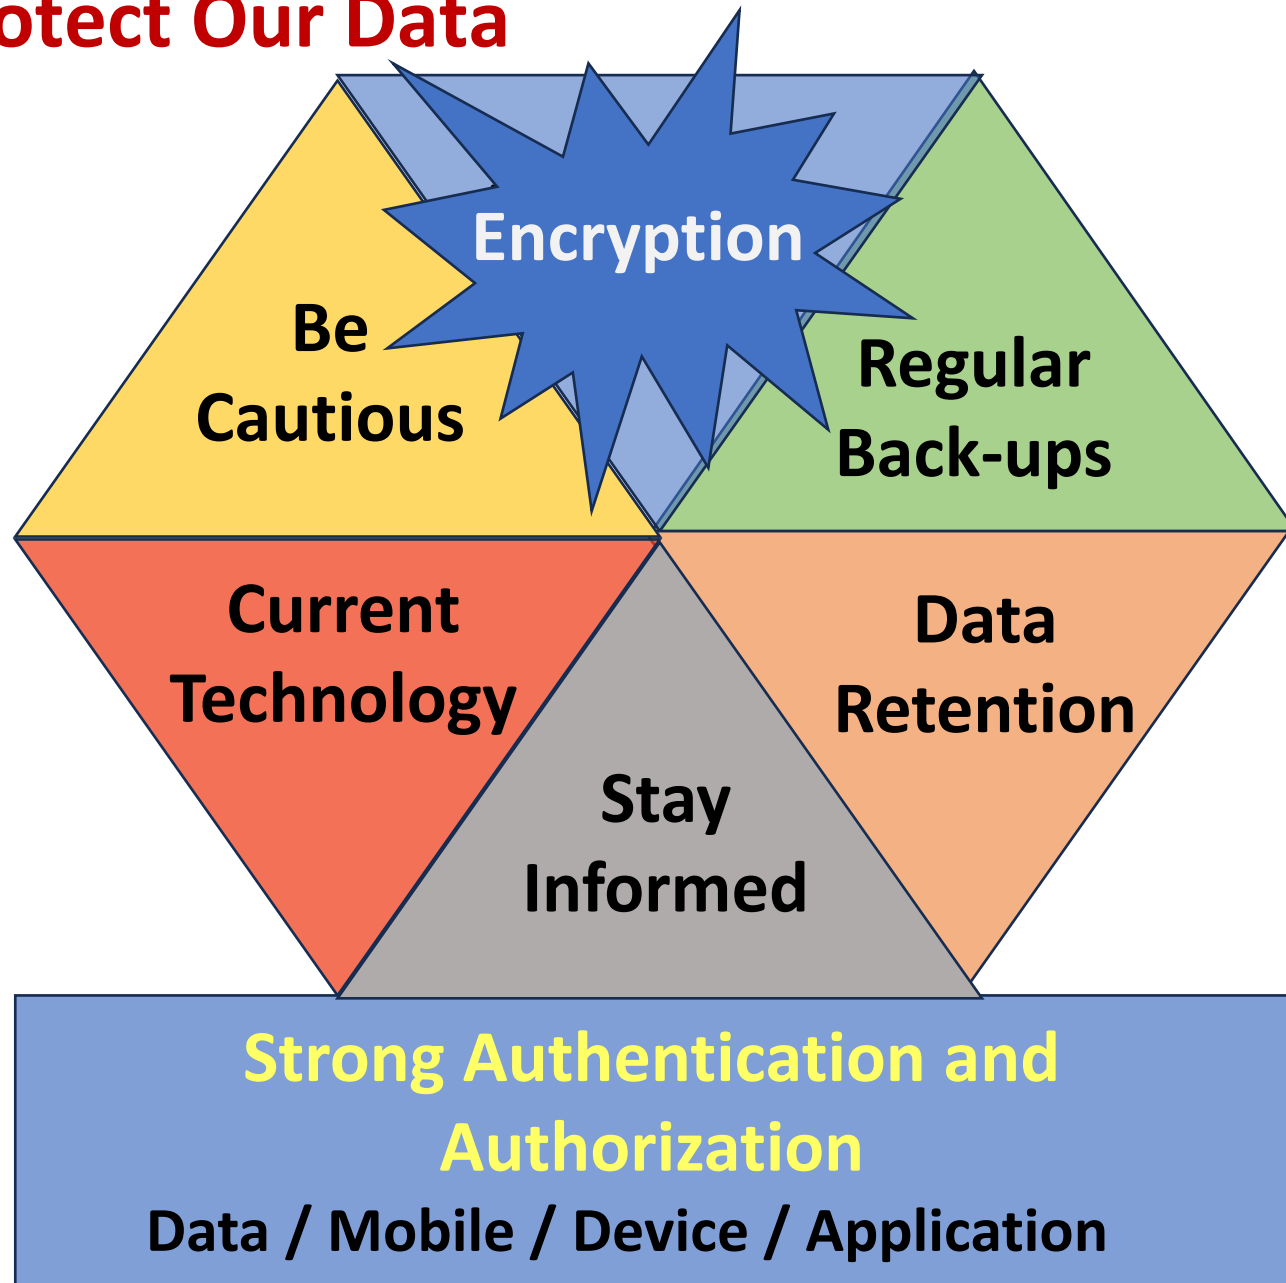 otect Our Data
Encryption
Be
Cautious
Regular
Back-ups
Current
Technology
Data
Retention
Stay
Informed
Strong Authentication and
Authorization
Data / Mobile / Device / Application